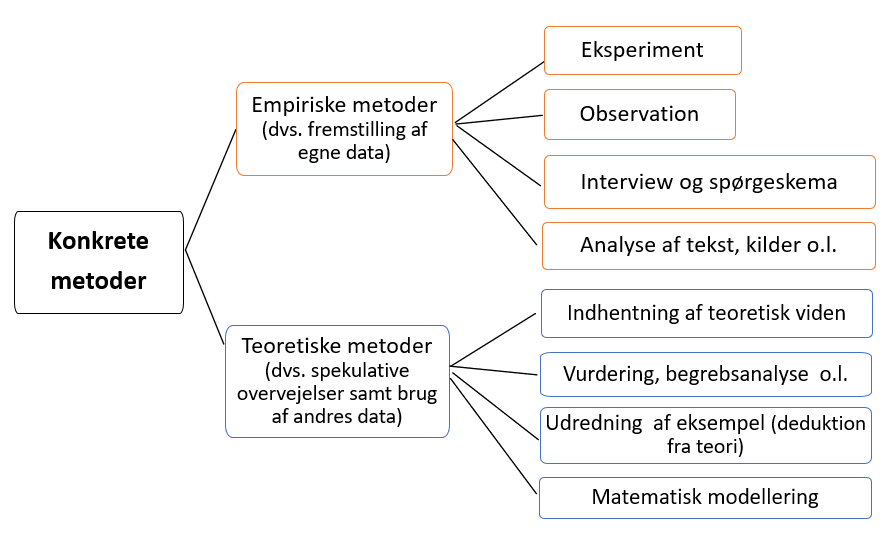 Konkrete
metoder
Empiriske metoder
(dvs. fremstilling af
egne data)
Eksperiment
Observation
Interview og spørgeskema
Analyse af tekst, kilder o.l.
Teoretiske metoder
(dvs. spekulative
overvejelser samt brug
af andres data)
Indhentning af teoretisk viden
Vurdering, begrebsanalyse o.l.
Udredning af eksempel (deduktion
fra teori)
Matematisk modellering